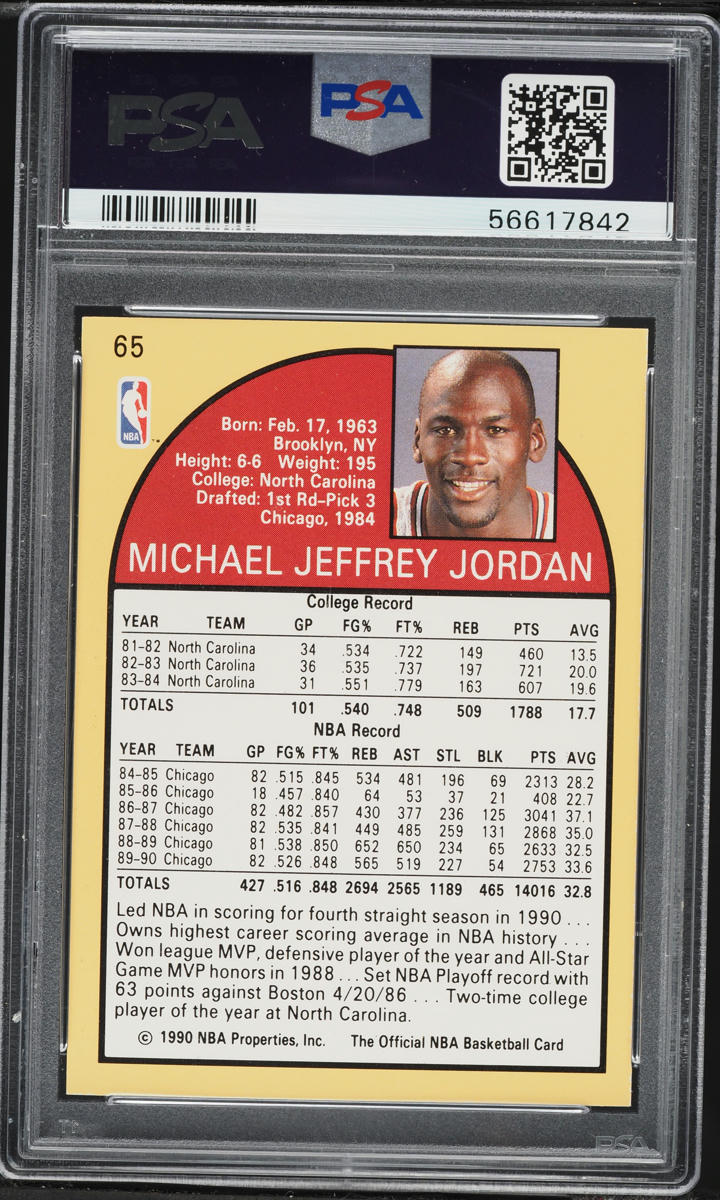 PSA PSA
56617842
65
NBA
Born: Feb. 17, 1963
Brooklyn, NY
Height: 6-6 Weight: 195
College: North Carolina
Drafted: 1st Rd-Pick 3
Chicago, 1984
MICHAEL JEFFREY JORDAN
College Record
YEAR TEAM GP FG% FT% REB PTS AVG
81-82 North Carolina 34 .534 .722 149 460 13.5
82-83 North Carolina 36 .535 .737 197 721 20.0
83-84 North Carolina 31 .551 .779 163 607 19.6
TOTALS 101 .540 .748 509 1788 17.7
NBA Record
YEAR TEAM GP FG% FT% REB AST STL BLK PTS AVG
84-85 Chicago 82 .515 .845 534 481 196 69 2313 28.2
85-86 Chicago 18 .457 .840 64 53 37 21 408 22.7
86-87 Chicago 82 .482 .857 430 377 236 125 3041 37.1
87-88 Chicago 82 .535 .841 449 485 259 131 2868 35.0
88-89 Chicago 81 .538 .850 652 650 234 65 2633 32.5
89-90 Chicago 82 .526 .848 565 519 227 54 2753 33.6
TOTALS 427 .516 .848 2694 2565 1189 465 14016 32.8
Led NBA in scoring for fourth straight season in 1990 . . .
Owns highest career scoring average in NBA history . . .
Won league MVP, defensive player of the year and All-Star
Game MVP honors in 1988 . . . Set NBA Playoff record with
63 points against Boston 4/20/86 . . . Two-time college
player of the year at North Carolina.
© 1990 NBA Properties, Inc. The Official NBA Basketball Card
PSA